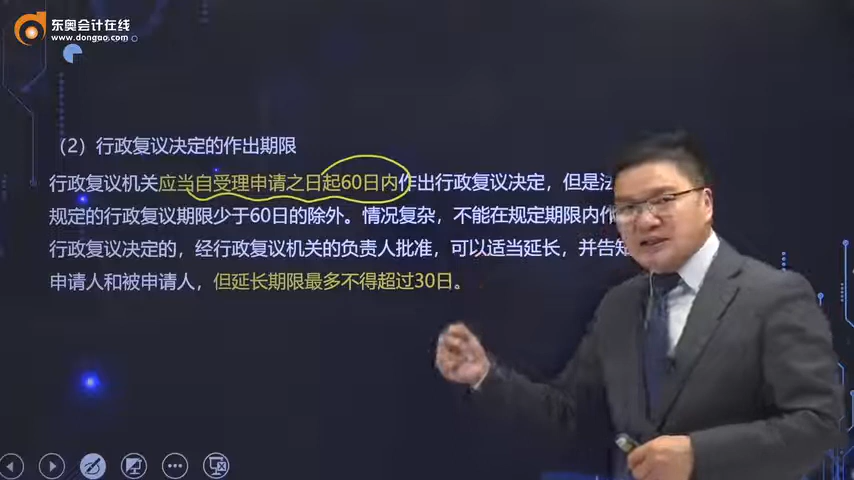 东奥会计在线
www.dongao.com
（2）行政复议决定的作出期限
行政复议机关应当自受理申请之日起60日内作出行政复议决定，但是法
规定的行政复议期限少于60日的除外。情况复杂，不能在规定期限内作
行政复议决定的，经行政复议机关的负责人批准，可以适当延长，并告知
申请人和被申请人，但延长期限最多不得超过30日。